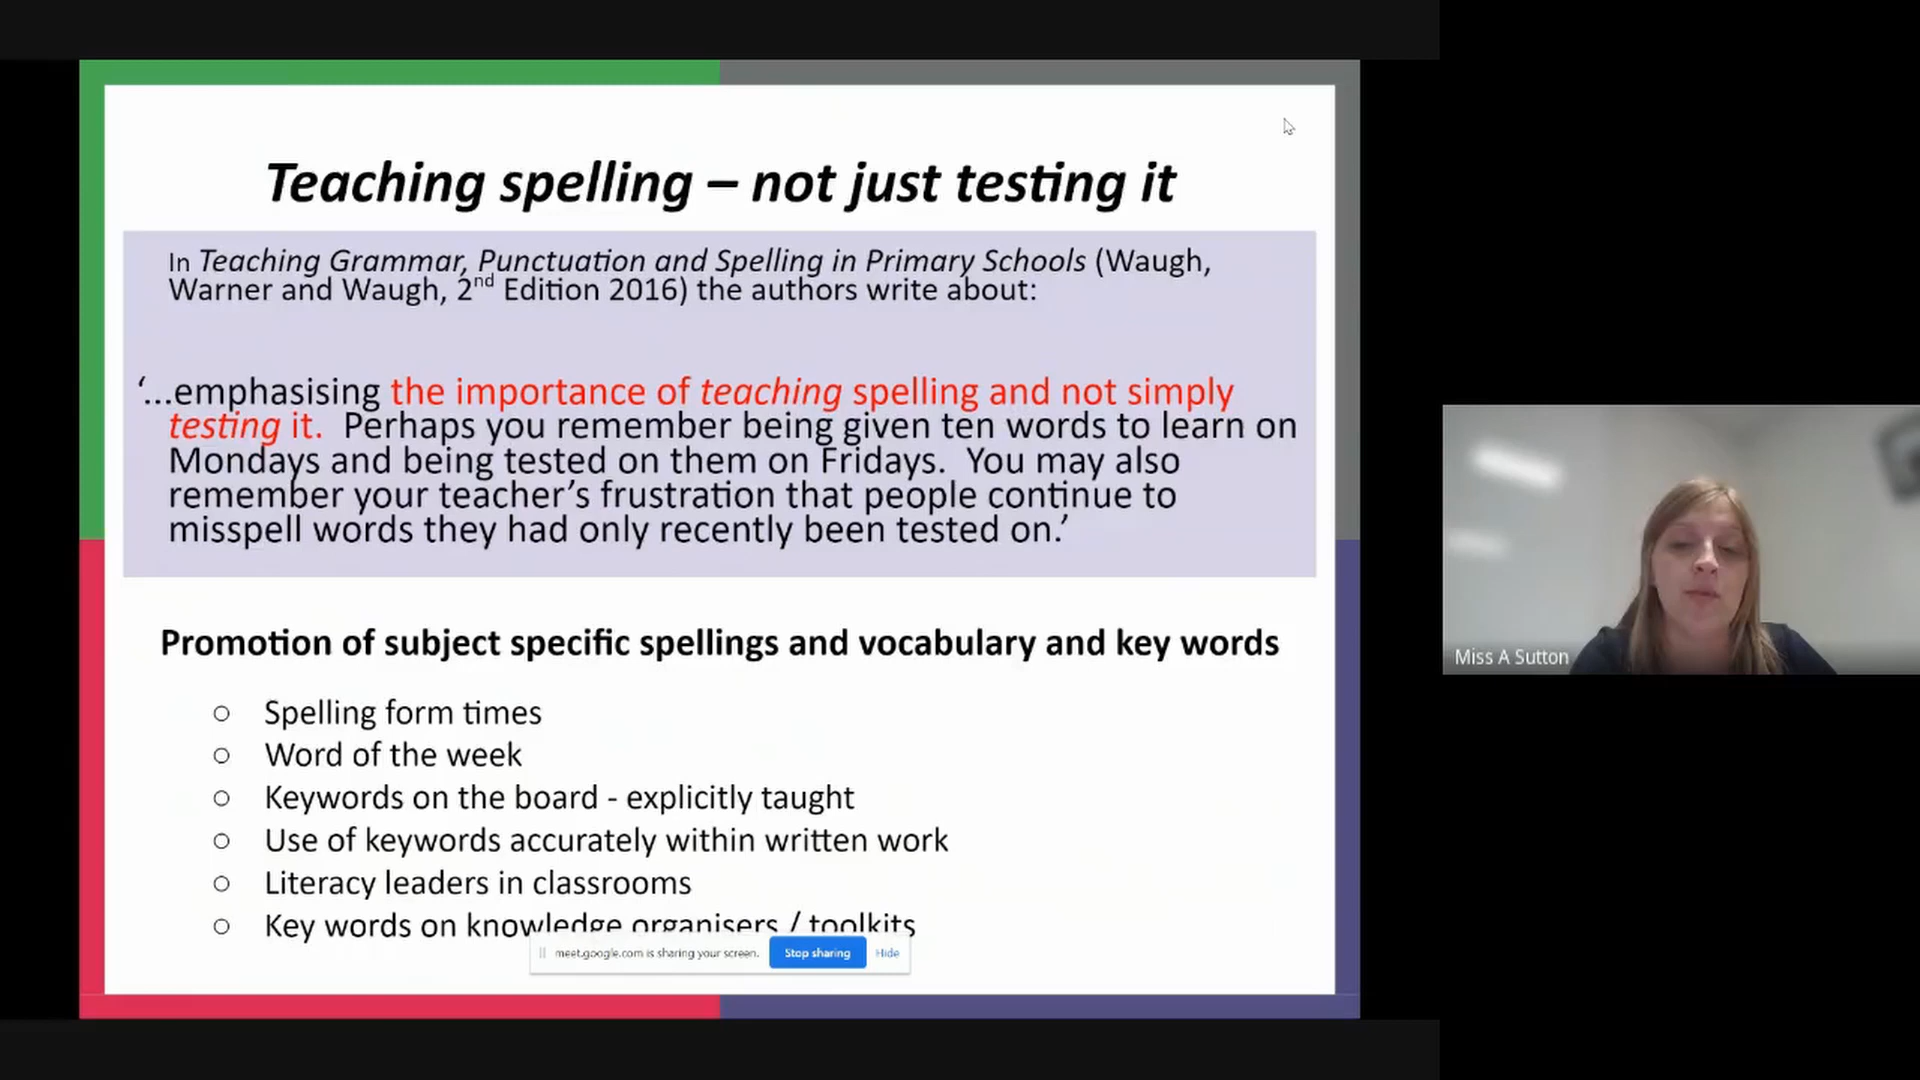 Teaching spelling – not just testing it
In Teaching Grammar, Punctuation and Spelling in Primary Schools (Waugh,
Warner and Waugh, 2nd Edition 2016) the authors write about:
‘...emphasising the importance of teaching spelling and not simply
testing it.  Perhaps you remember being given ten words to learn on
Mondays and being tested on them on Fridays.  You may also
remember your teacher’s frustration that people continue to
misspell words they had only recently been tested on.’
Promotion of subject specific spellings and vocabulary and key words
○ Spelling form times
○ Word of the week
○ Keywords on the board - explicitly taught
○ Use of keywords accurately within written work
○ Literacy leaders in classrooms
○ Key words on knowledge organisers / toolkits
meet.google.com is sharing your screen. Stop sharing Hide
Miss A Sutton